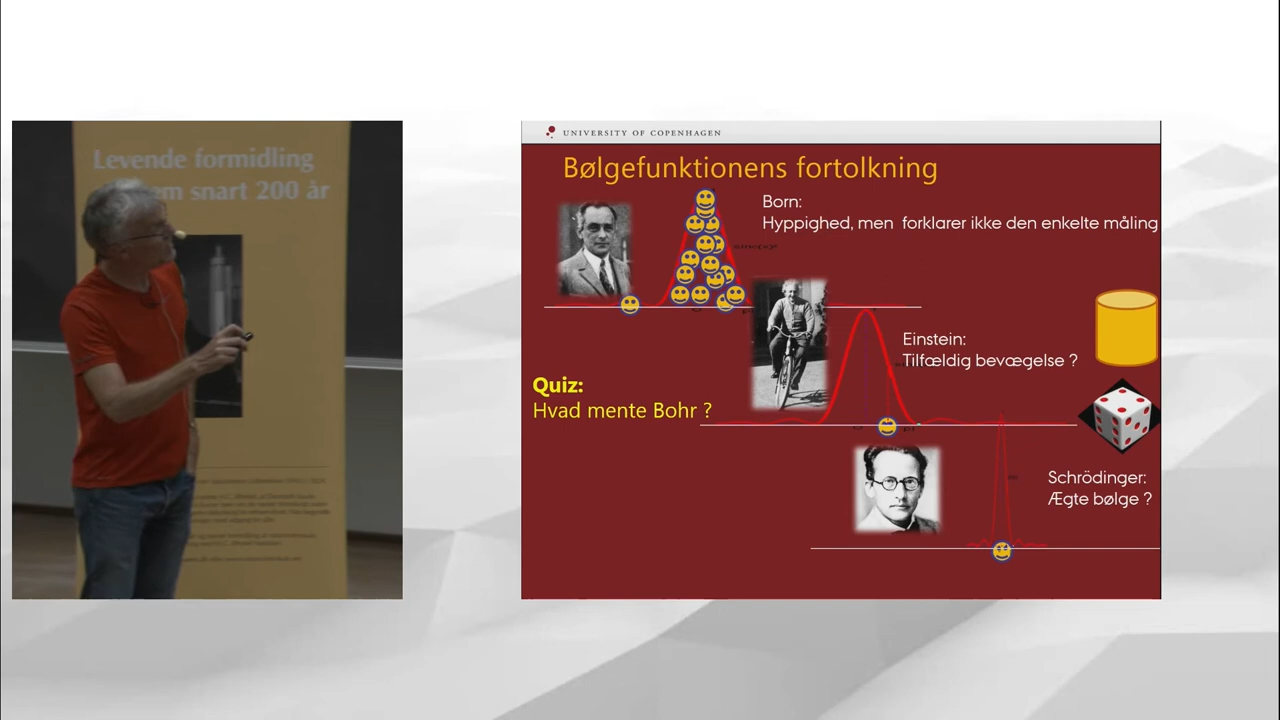 Levende formidling
snart 200 år
UNIVERSITY OF COPENHAGEN
Bølgefunktionens fortolkning
Born:
Hyppighed, men forklarer ikke den enkelte måling
Einstein:
Tilfældig bevægelse ?
Quiz:
Hvad mente Bohr ?
Schrödinger:
Ægte bølge ?